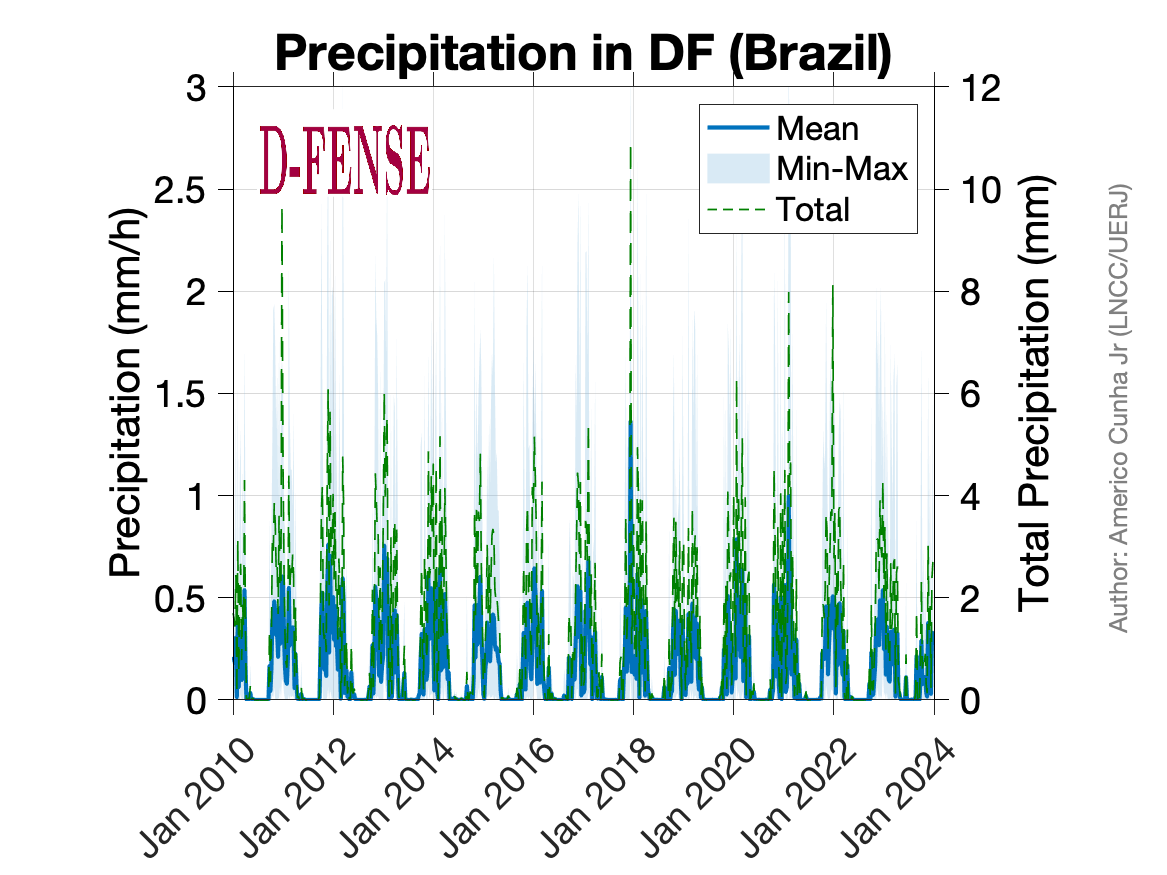 Precipitation in DF (Brazil)
D-FENSE
Mean
Min-Max
Total
Precipitation (mm/h)
3
2.5
2
1.5
1
0.5
0
12
10
8
6
4
2
0
Total Precipitation (mm)
Jan 2010
Jan 2012
Jan 2014
Jan 2016
Jan 2018
Jan 2020
Jan 2022
Jan 2024
Author: Americo Cunha Jr (LNCC/UERJ)